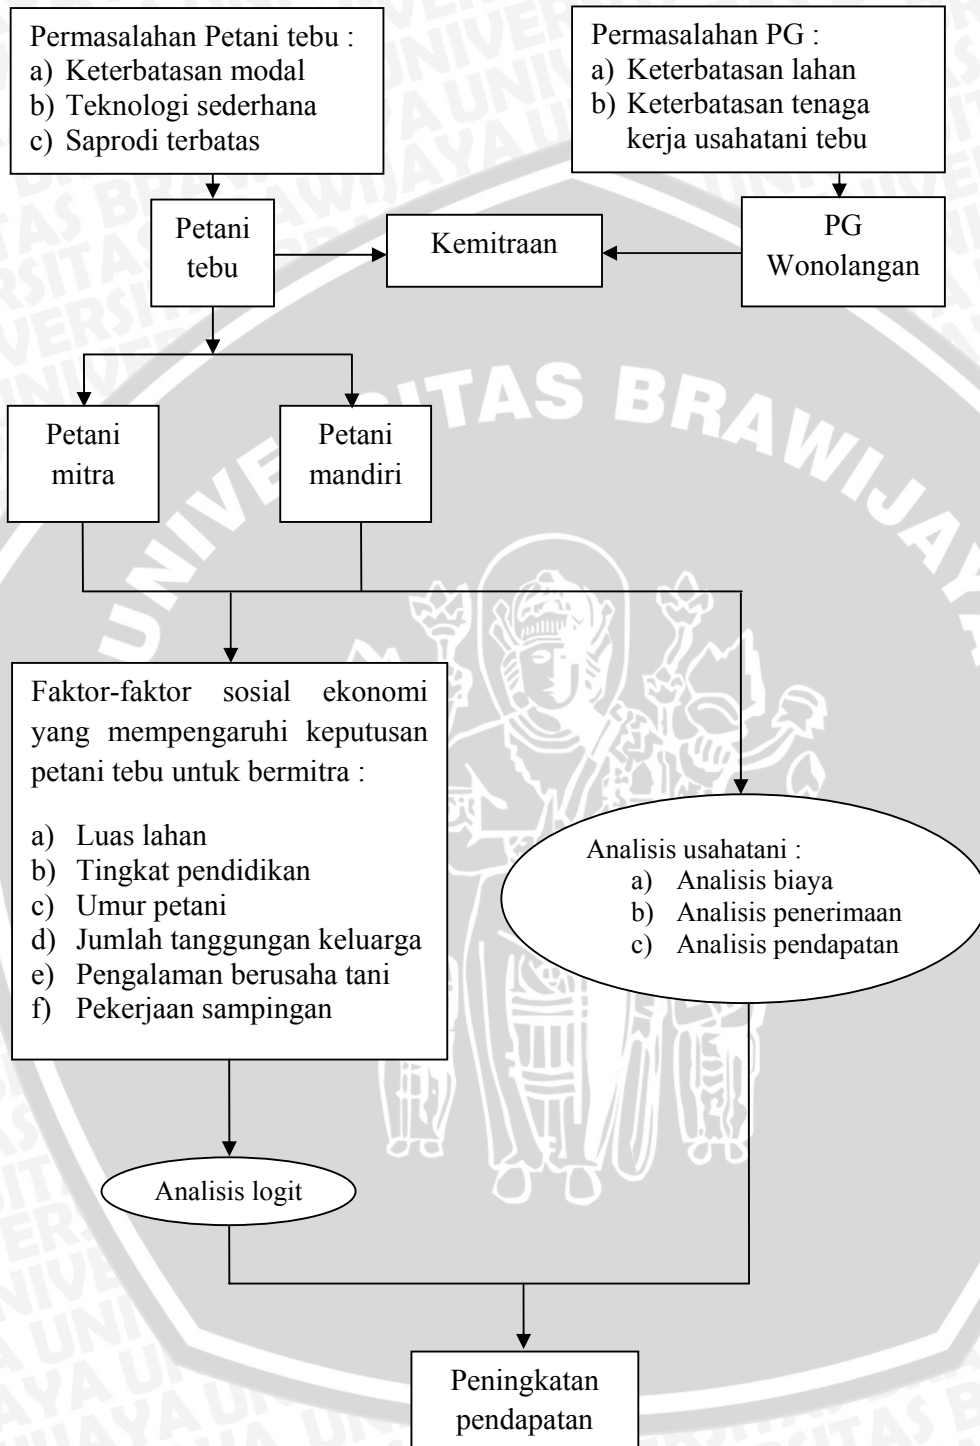 Permasalahan Petani tebu :
a) Keterbatasan modal
b) Teknologi sederhana
c) Saprodi terbatas
Permasalahan PG :
a) Keterbatasan lahan
b) Keterbatasan tenaga
kerja usahatani tebu
Petani
tebu
Kemitraan
PG
Wonolangan
Petani
mitra
Petani
mandiri
UNIVERSITAS BRAWIJAYA
Faktor-faktor sosial ekonomi
yang mempengaruhi keputusan
petani tebu untuk bermitra :
a) Luas lahan
b) Tingkat pendidikan
c) Umur petani
d) Jumlah tanggungan keluarga
e) Pengalaman berusaha tani
f) Pekerjaan sampingan
Analisis usahatani :
a) Analisis biaya
b) Analisis penerimaan
c) Analisis pendapatan
Analisis logit
Peningkatan
pendapatan